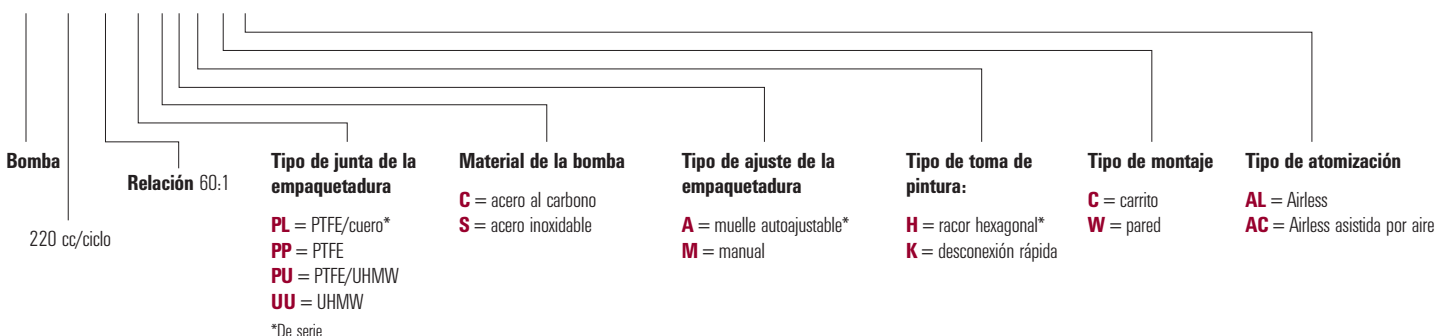 Bomba
220 cc/ciclo
Relación 60:1
Tipo de junta de la
empaquetadura
PL = PTFE/cuero*
PP = PTFE
PU = PTFE/UHMW
UU = UHMW
*De serie
Material de la bomba
C = acero al carbono
S = acero inoxidable
Tipo de ajuste de la
empaquetadura
A = muelle autoajustable*
M = manual
Tipo de toma de
pintura:
H = racor hexagonal*
K = desconexión rápida
Tipo de montaje
C = carrito
W = pared
Tipo de atomización
AL = Airless
AC = Airless asistida por aire